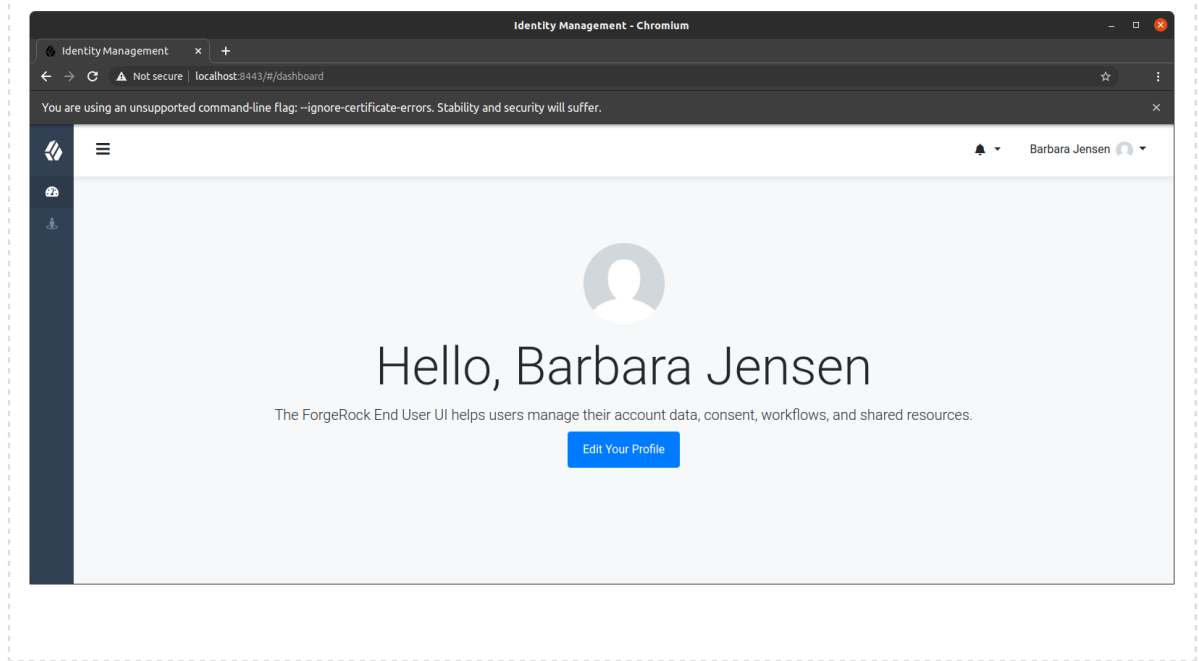 Identity Management - Chromium
Identity Management
Not secure | localhost:8443/#/dashboard
You are using an unsupported command-line flag: --ignore-certificate-errors. Stability and security will suffer.
Barbara Jensen
Hello, Barbara Jensen
The ForgeRock End User UI helps users manage their account data, consent, workflows, and shared resources.
Edit Your Profile